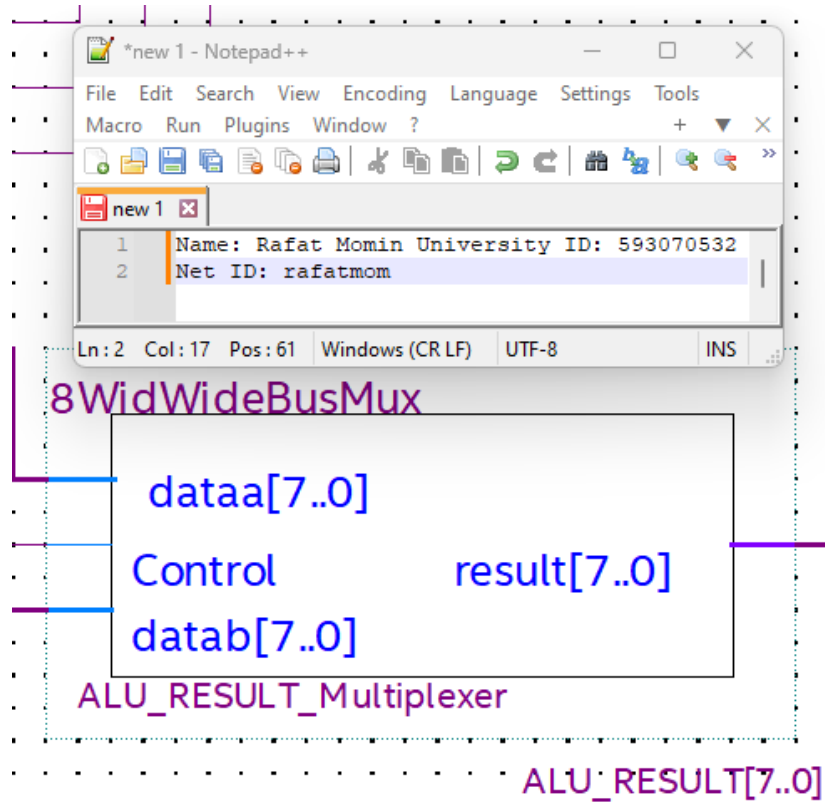 *new 1 - Notepad++
File Edit Search View Encoding Language Settings Tools
Macro Run Plugins Window ?
new 1
1 Name: Rafat Momin University ID: 593070532
2 Net ID: rafatmom
Ln : 2 Col : 17 Pos : 61 Windows (CR LF) UTF-8 INS
8WidWideBusMux
dataa[7..0]
Control result[7..0]
datab[7..0]
ALU_RESULT_Multiplexer
ALU_RESULT[7..0]